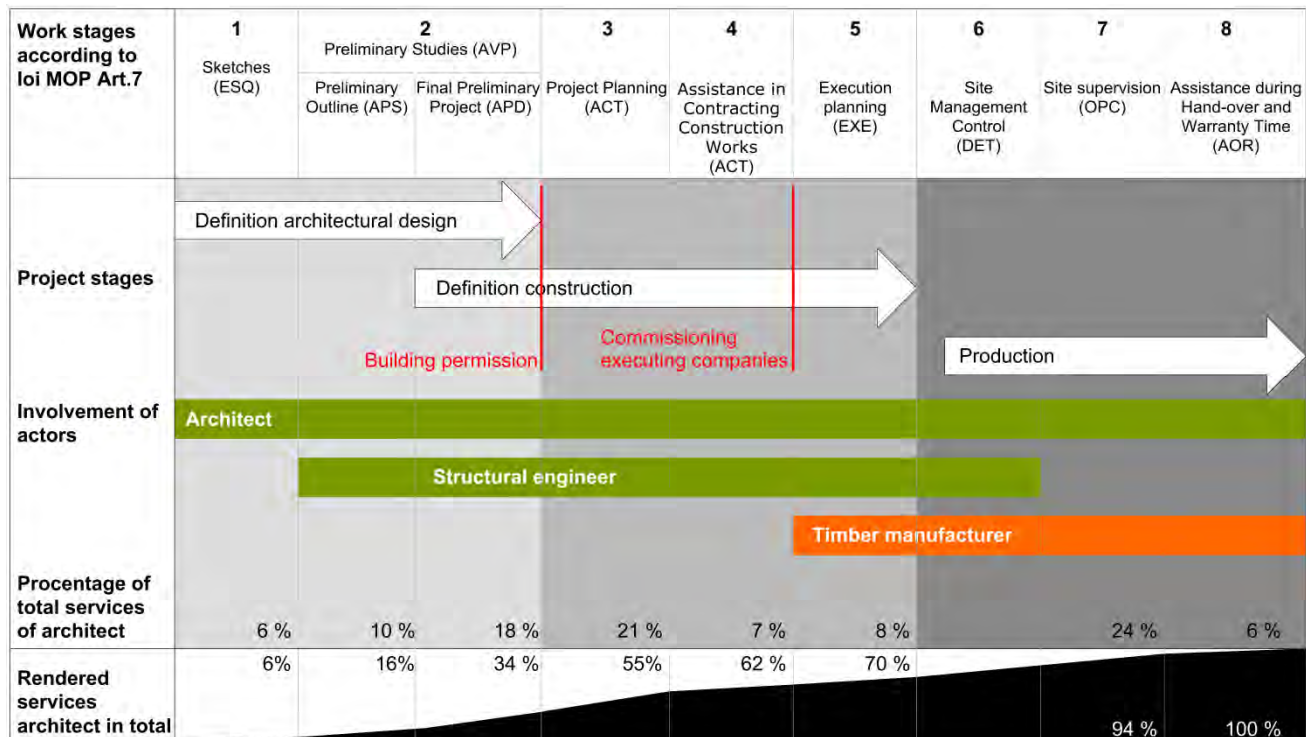 Work stages
according to
loi MOP Art.7
1
Sketches
(ESQ)
2
Preliminary Studies (AVP)
Preliminary
Outline (APS)
Final Preliminary
Project (APD)
3
Project Planning
(ACT)
4
Assistance in
Contracting
Construction
Works
(ACT)
5
Execution
planning
(EXE)
6
Site
Management
Control
(DET)
7
Site supervision
(OPC)
8
Assistance during
Hand-over and
Warranty Time
(AOR)
Project stages
Definition architectural design
Definition construction
Building permission
Commissioning
executing companies
Production
Involvement of
actors
Architect
Structural engineer
Timber manufacturer
Procentage of
total services
of architect
6 % 10 % 18 % 21 % 7 % 8 % 24 % 6 %
Rendered
services
architect in total
6% 16% 34 % 55% 62 % 70 % 94 % 100 %